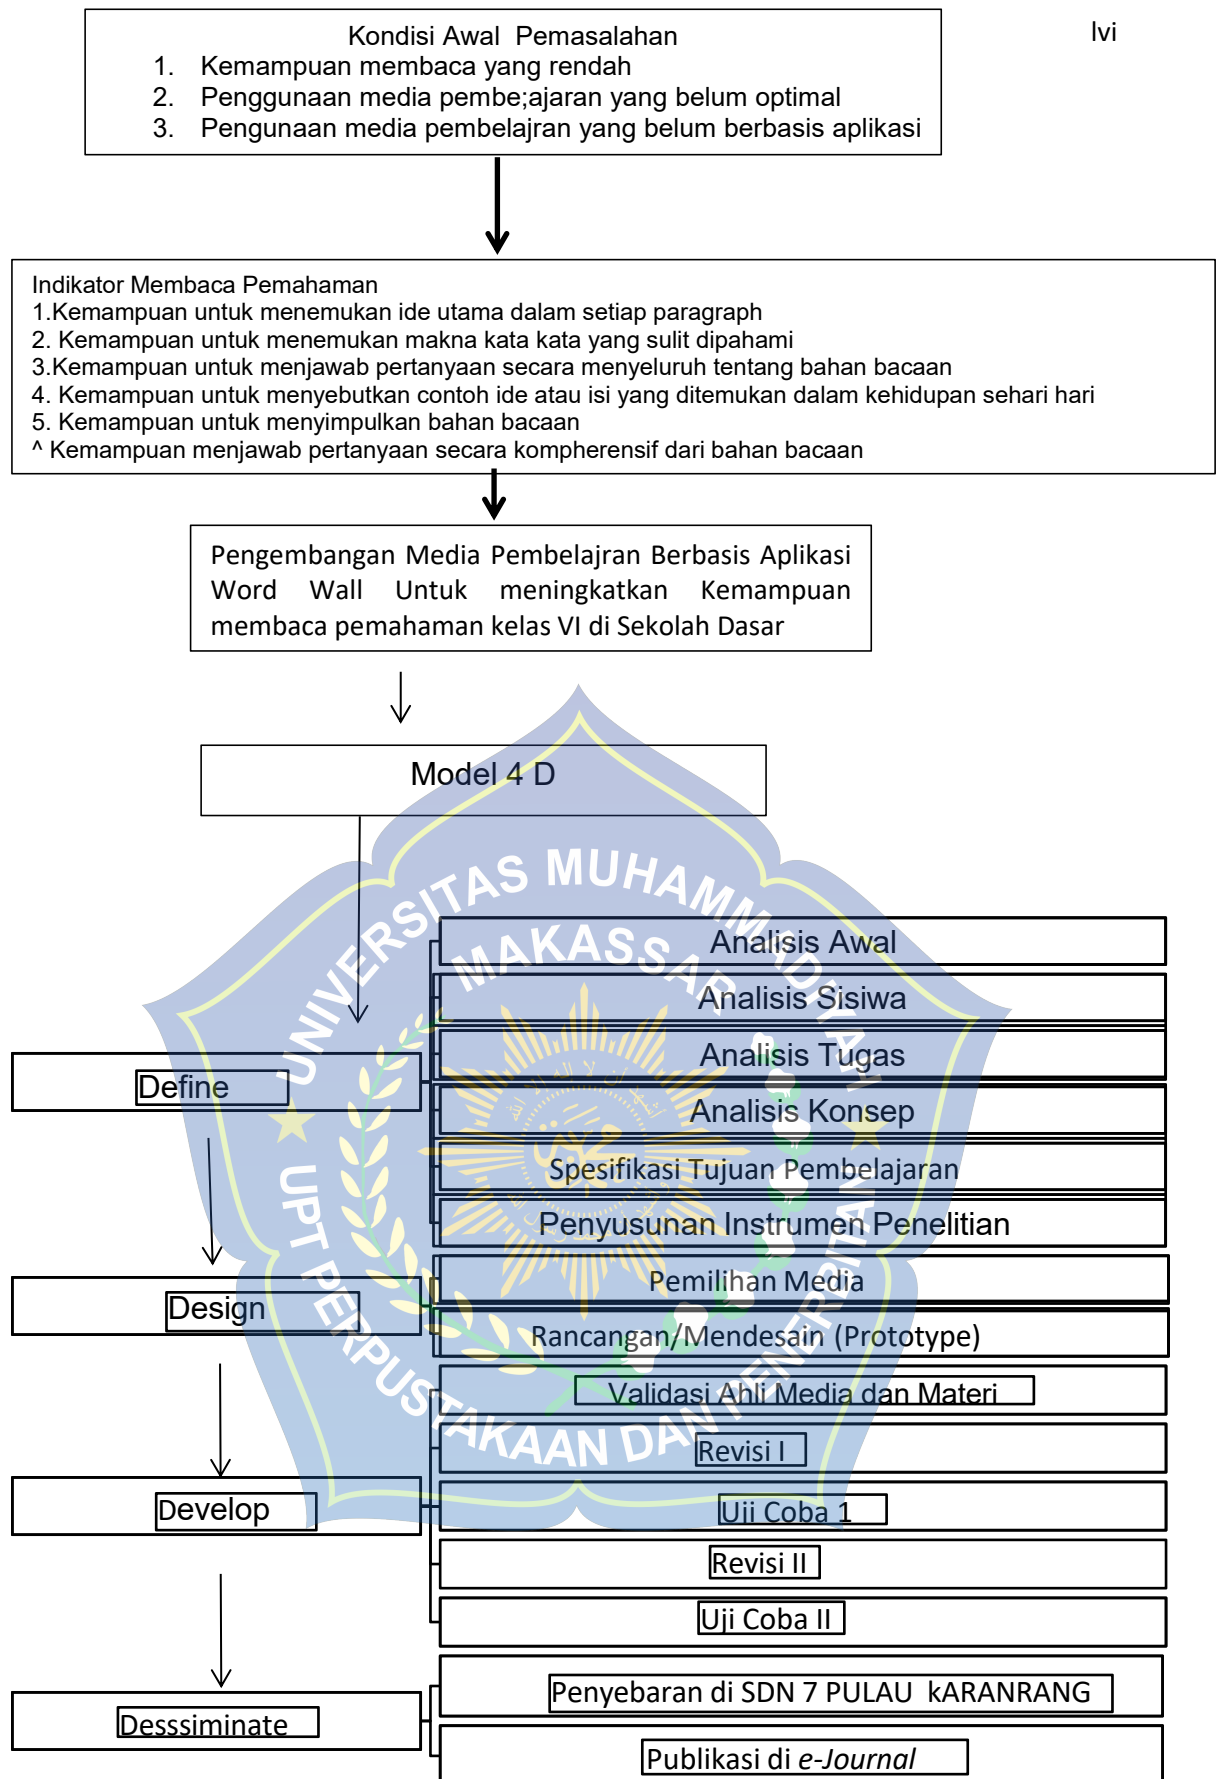 lvi
Kondisi Awal Pemasalahan
1. Kemampuan membaca yang rendah
2. Penggunaan media pembe;ajaran yang belum optimal
3. Pengunaan media pembelajran yang belum berbasis aplikasi
Indikator Membaca Pemahaman
1.Kemampuan untuk menemukan ide utama dalam setiap paragraph
2. Kemampuan untuk menemukan makna kata kata yang sulit dipahami
3.Kemampuan untuk menjawab pertanyaan secara menyeluruh tentang bahan bacaan
4. Kemampuan untuk menyebutkan contoh ide atau isi yang ditemukan dalam kehidupan sehari hari
5. Kemampuan untuk menyimpulkan bahan bacaan
^ Kemampuan menjawab pertanyaan secara kompherensif dari bahan bacaan
Pengembangan Media Pembelajran Berbasis Aplikasi
Word Wall Untuk meningkatkan Kemampuan
membaca pemahaman kelas VI di Sekolah Dasar
Model 4 D
UNIVERSITAS MUHAMMADIYAH
MAKASSAR
UPT PERPUSTAKAAN DAN PENERBITAN
Define
Analisis Awal
Analisis Sisiwa
Analisis Tugas
Analisis Konsep
Spesifikasi Tujuan Pembelajaran
Penyusunan Instrumen Penelitian
Design
Pemilihan Media
Rancangan/Mendesain (Prototype)
Develop
Validasi Ahli Media dan Materi
Revisi I
Uji Coba 1
Revisi II
Uji Coba II
Desssiminate
Penyebaran di SDN 7 PULAU kARANRANG
Publikasi di e-Journal